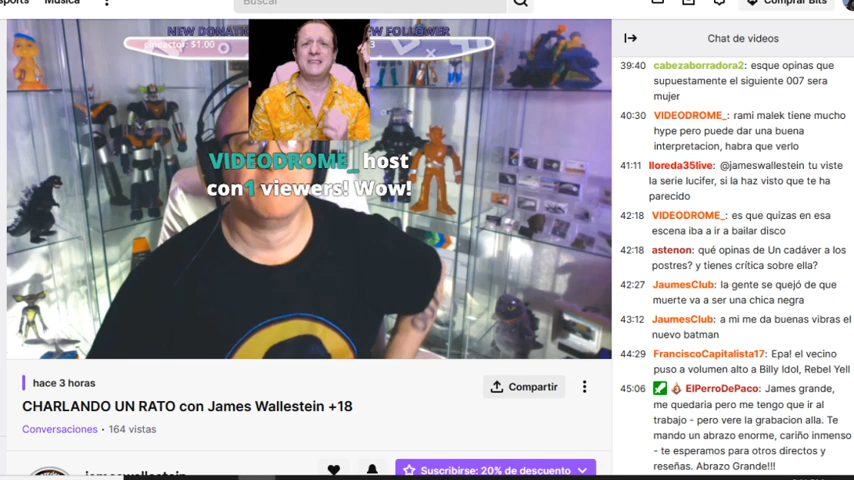 Música
Buscar
Comprar Bits
NEW DONATI
EW FOLLOWER
$1.00
VIDEODROME_ host
con 1 viewers! Wow!
hace 3 horas
Compartir
CHARLANDO UN RATO con James Wallestein +18
Conversaciones • 164 vistas
jameswallestein
Suscribirse: 20% de descuento
Chat de videos
39:40 cabezaborradora2: esque opinas que
supuestamente el siguiente 007 sera
mujer
40:30 VIDEODROME_: rami malek tiene mucho
hype pero puede dar una buena
interpretación, habra que verlo
41:11 lloreda35live: @jameswallestein tu viste
la serie lucifer, si la haz visto que te ha
parecido
42:18 VIDEODROME_: es que quizas en esa
escena iba a ir a bailar disco
42:18 astenon: qué opinas de Un cadáver a los
postres? y tienes crítica sobre ella?
42:27 JaumesClub: la gente se quejó de que
muerte va a ser una chica negra
43:12 JaumesClub: a mi me da buenas vibras el
nuevo batman
44:29 FranciscoCapitalista17: Epa! el vecino
puso a volumen alto a Billy Idol, Rebel Yell
45:06 ElPerroDePaco: James grande,
me quedaria pero me tengo que ir al
trabajo - pero vere la grabacion alla. Te
mando un abrazo enorme, cariño inmenso
- te esperamos para otros directos y
reseñas. Abrazo Grande!!!